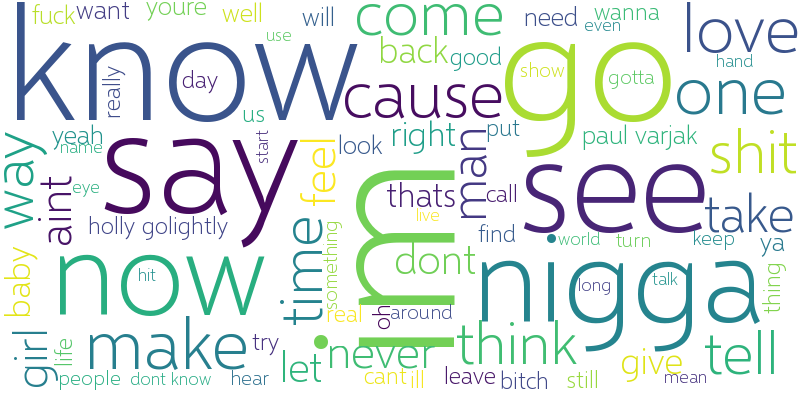 fuck want youre well will come need wanna even love
know use back good show go hand
really day cause gotta one
us
yeah name say start feel look right man put paul varjak shit
way eye thats call see take
aint holly golightly live find world turn keep ya
baby now hit time something im dont nigga long talk thing
real oh around
girl life make try let never think give tell
people dont know hear cant ill leave bitch still mean